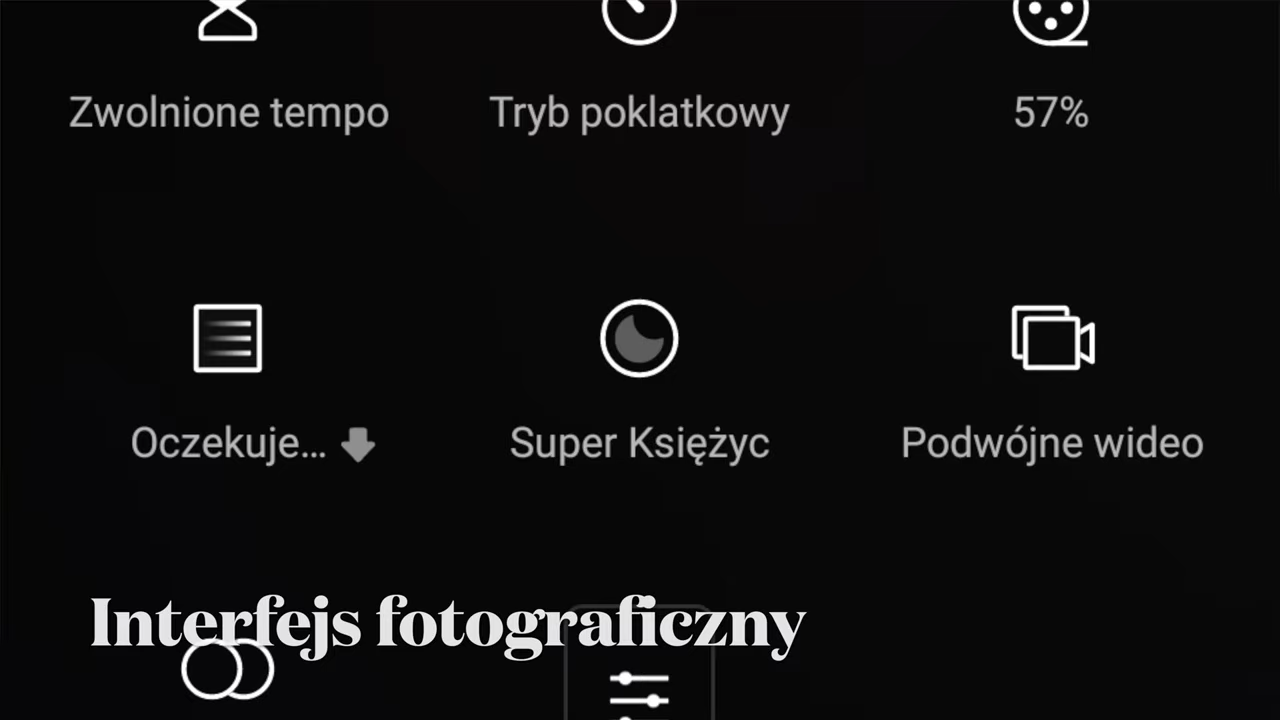 Zwolnione tempo
Tryb poklatkowy
57%
Oczekuje...
Super Księżyc
Podwójne wideo
Interfejs fotograficzny